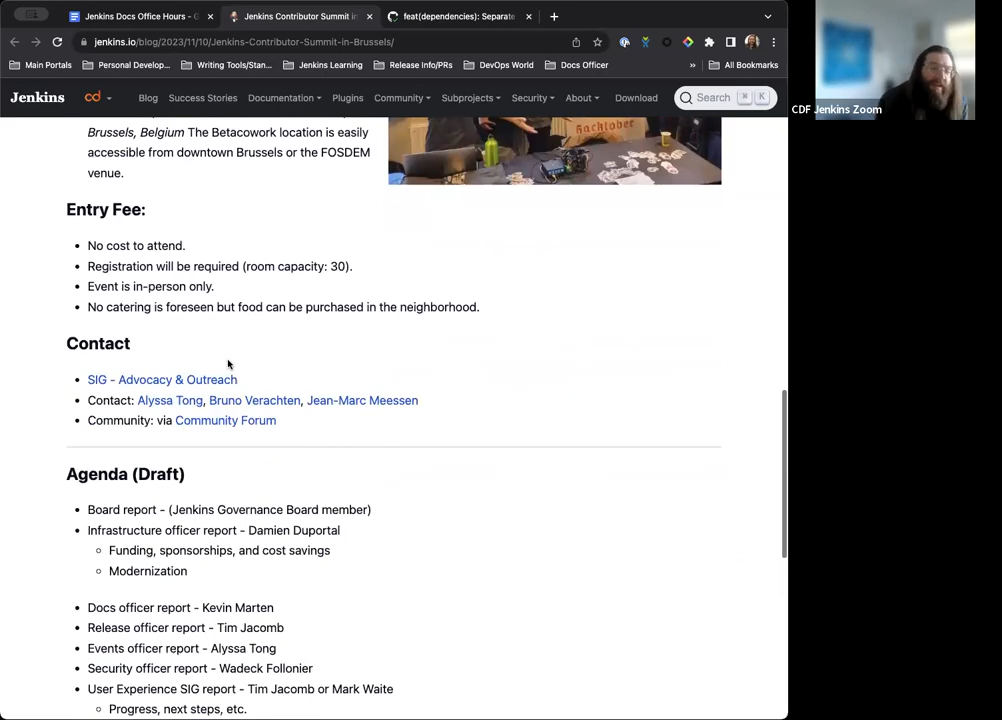 Jenkins Docs Office Hours - G
Jenkins Contributor Summit in
feat(dependencies): Separate
jenkins.io/blog/2023/11/10/Jenkins-Contributor-Summit-in-Brussels/
Main Portals
Personal Develop...
Writing Tools/Stan...
Jenkins Learning
Release Info/PRs
DevOps World
Docs Officer
»
All Bookmarks
Jenkins
cd
Blog
Success Stories
Documentation
Plugins
Community
Subprojects
Security
About
Download
Search
⌘
K
CDF Jenkins Zoom
Brussels, Belgium The Betacowork location is easily
accessible from downtown Brussels or the FOSDEM
venue.
Hacktober
Entry Fee:
No cost to attend.
Registration will be required (room capacity: 30).
Event is in-person only.
No catering is foreseen but food can be purchased in the neighborhood.
Contact
SIG - Advocacy & Outreach
Contact: Alyssa Tong, Bruno Verachten, Jean-Marc Meessen
Community: via Community Forum
Agenda (Draft)
Board report - (Jenkins Governance Board member)
Infrastructure officer report - Damien Duportal
Funding, sponsorships, and cost savings
Modernization
Docs officer report - Kevin Marten
Release officer report - Tim Jacomb
Events officer report - Alyssa Tong
Security officer report - Wadeck Follonier
User Experience SIG report - Tim Jacomb or Mark Waite
Progress, next steps, etc.